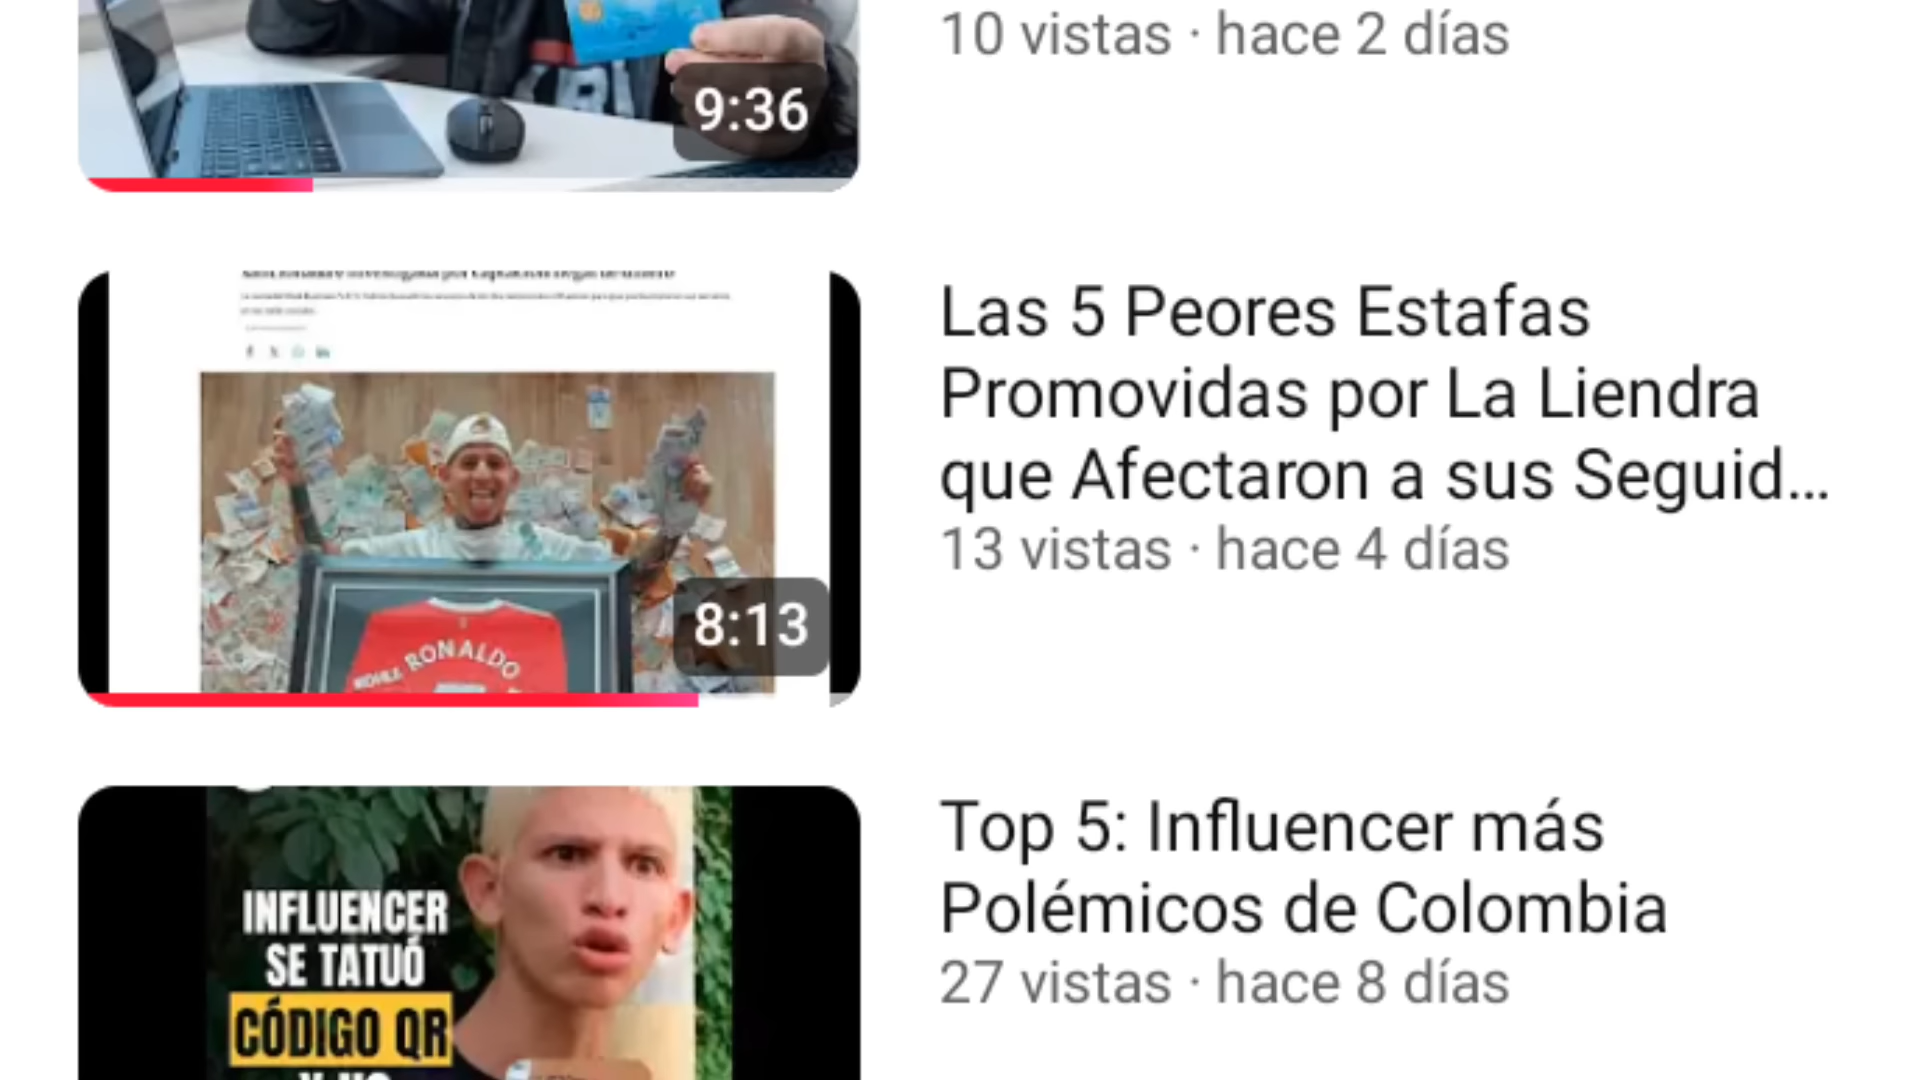 10 vistas · hace 2 días
9:36
Las 5 Peores Estafas
Promovidas por La Liendra
que Afectaron a sus Seguid...
13 vistas · hace 4 días
RONALDO
8:13
Top 5: Influencer más
Polémicos de Colombia
27 vistas · hace 8 días
INFLUENCER
SE TATUÓ
CÓDIGO QR